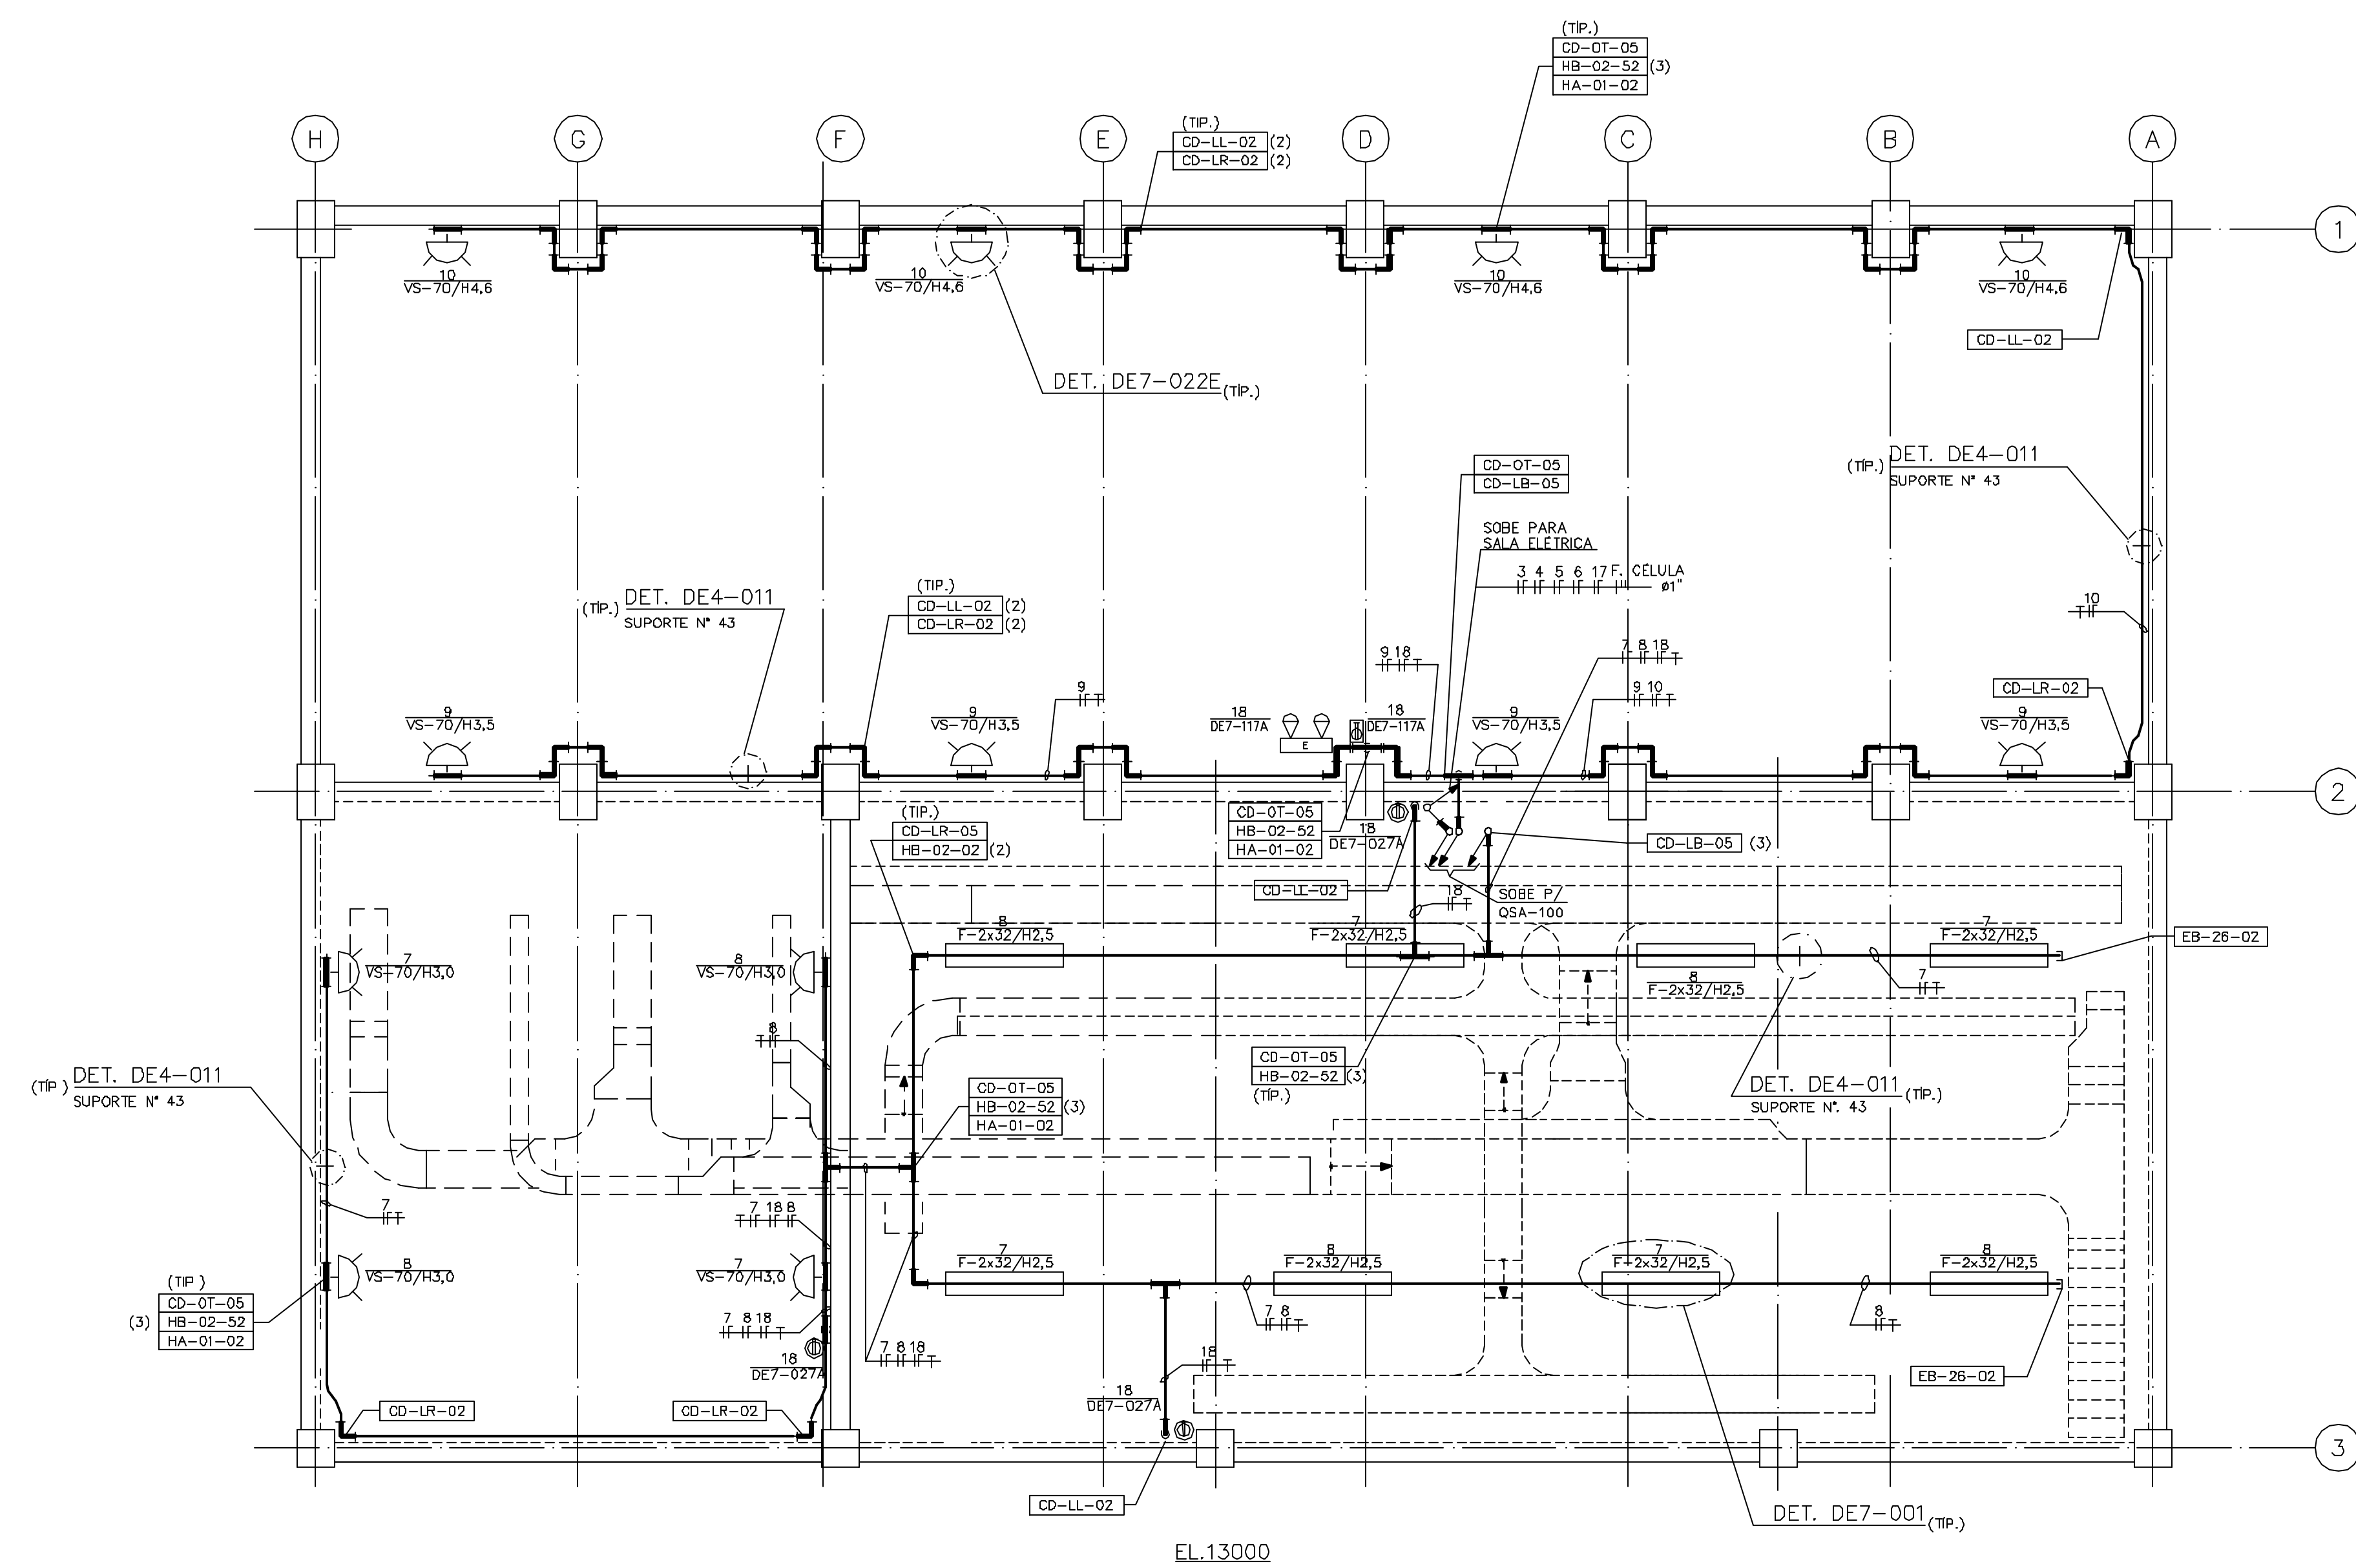 (TÍP.)
CD-OT-05
HB-02-52 (3)
HA-01-02
(TIP.)
CD-LL-02 (2)
CD-LR-02 (2)
H G F E D C B A
1
10
VS-70/H4,6
10
VS-70/H4,6
10
VS-70/H4,6
10
VS-70/H4,6
CD-LL-02
DET. DE7-022E (TÍP.)
(TÍP.) DET. DE4-011
SUPORTE N° 43
CD-OT-05
CD-LB-05
SOBE PARA
SALA ELÉTRICA
3 4 5 6 17 F. CÉLULA
ø1"
(TÍP.) DET. DE4-011
SUPORTE N° 43
(TIP.)
CD-LL-02 (2)
CD-LR-02 (2)
10
9 18
7 8 18
9
9 10
CD-LR-02
9
VS-70/H3,5
9
VS-70/H3,5
18
DE7-117A
E
18
DE7-117A
9
VS-70/H3,5
9
VS-70/H3,5
2
(TIP.)
CD-LR-05
HB-02-02 (2)
CD-OT-05
HB-02-52
HA-01-02
18
DE7-027A
CD-LB-05 (3)
CD-LL-02
18
SOBE P/
QSA-100
8
F-2x32/H2,5
7
F-2x32/H2,5
7
F-2x32/H2,5
EB-26-02
7
VS-70/H3,0
8
VS-70/H3,0
8
F-2x32/H2,5
7
8
(TÍP ) DET. DE4-011
SUPORTE N° 43
CD-OT-05
HB-02-52 (3)
HA-01-02
CD-OT-05
HB-02-52 (3)
(TÍP.)
DET. DE4-011 (TÍP.)
SUPORTE N°. 43
7
7 18 8
8
VS-70/H3,0
7
VS-70/H3,0
7
F-2x32/H2,5
8
F-2x32/H2,5
7
F-2x32/H2,5
8
F-2x32/H2,5
(TIP )
CD-OT-05
(3) HB-02-52
HA-01-02
7 8 18
7 8
8
18
DE7-027A
7 8 18
18
EB-26-02
CD-LR-02
CD-LR-02
18
DE7-027A
3
CD-LL-02
DET. DE7-001 (TÍP.)
EL.13000